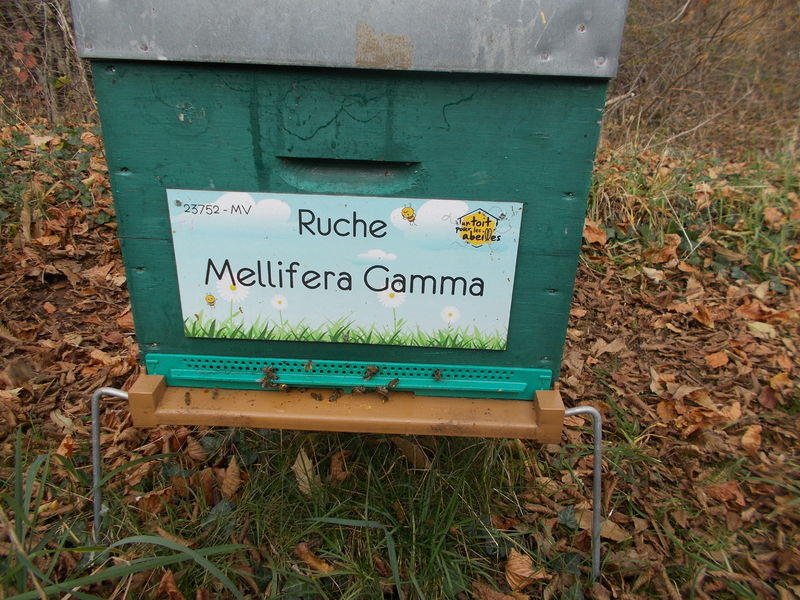 23752 - MV
Ruche
un toit
pour les
abeilles
Mellifera Gamma